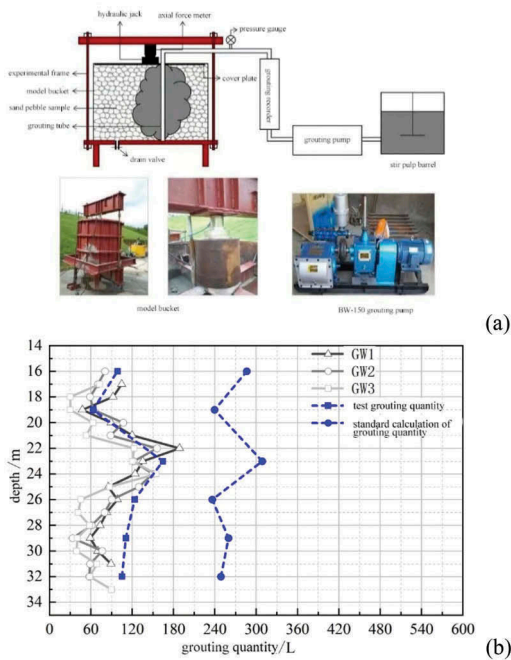 hydraulic jack
axial force meter
pressure gauge
experimental frame
model bucket
sand pebble sample
grouting tube
cover plate
grouting recorder
grouting pump
stir pulp barrel
drain valve
model bucket
BW-150 grouting pump
(a)
14
16
18
20
22
24
26
28
30
32
34
depth/m
GW1
GW2
GW3
test grouting quantity
standard calculation of
grouting quantity
0
60
120
180
240
300
360
420
480
540
600
grouting quantity/L
(b)